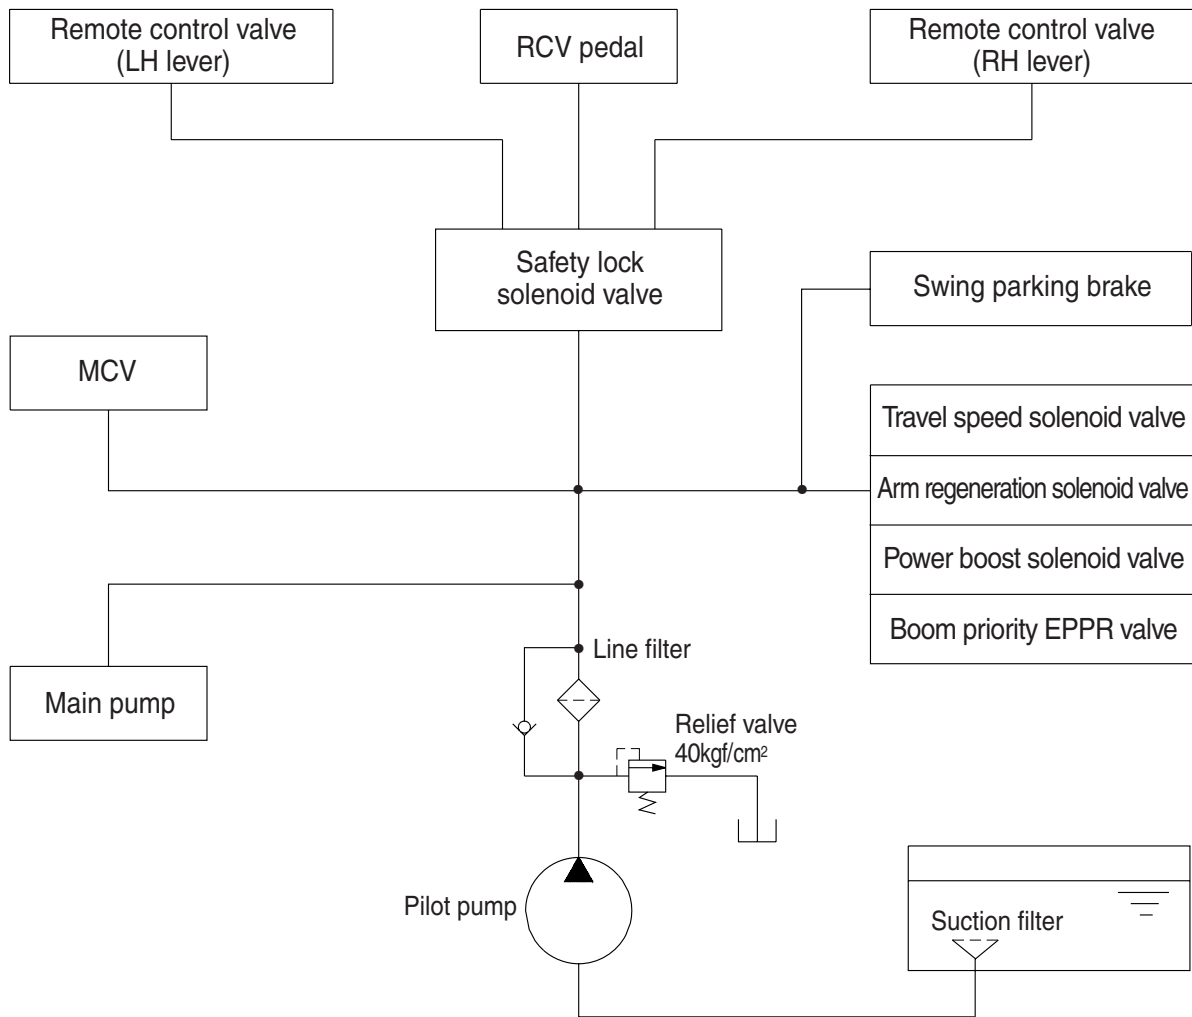 Remote control valve
(LH lever)
RCV pedal
Remote control valve
(RH lever)
Safety lock
solenoid valve
Swing parking brake
MCV
Travel speed solenoid valve
Arm regeneration solenoid valve
Power boost solenoid valve
Boom priority EPPR valve
Line filter
Main pump
Relief valve
40kgf/cm²
Pilot pump
Suction filter